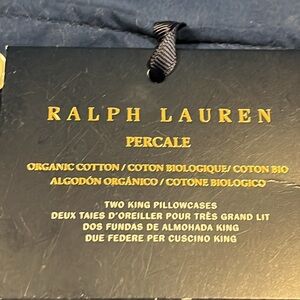 RALPH LAUREN
PERCALE
ORGANIC COTTON / COTON BIOLOGIQUE / COTON BIO
ALGODÓN ORGÁNICO / COTONE BIOLOGICO
TWO KING PILLOWCASES
DEUX TAIES D'OREILLER POUR TRÈS GRAND LIT
DOS FUNDAS DE ALMOHADA KING
DUE FEDERE PER CUSCINO KING